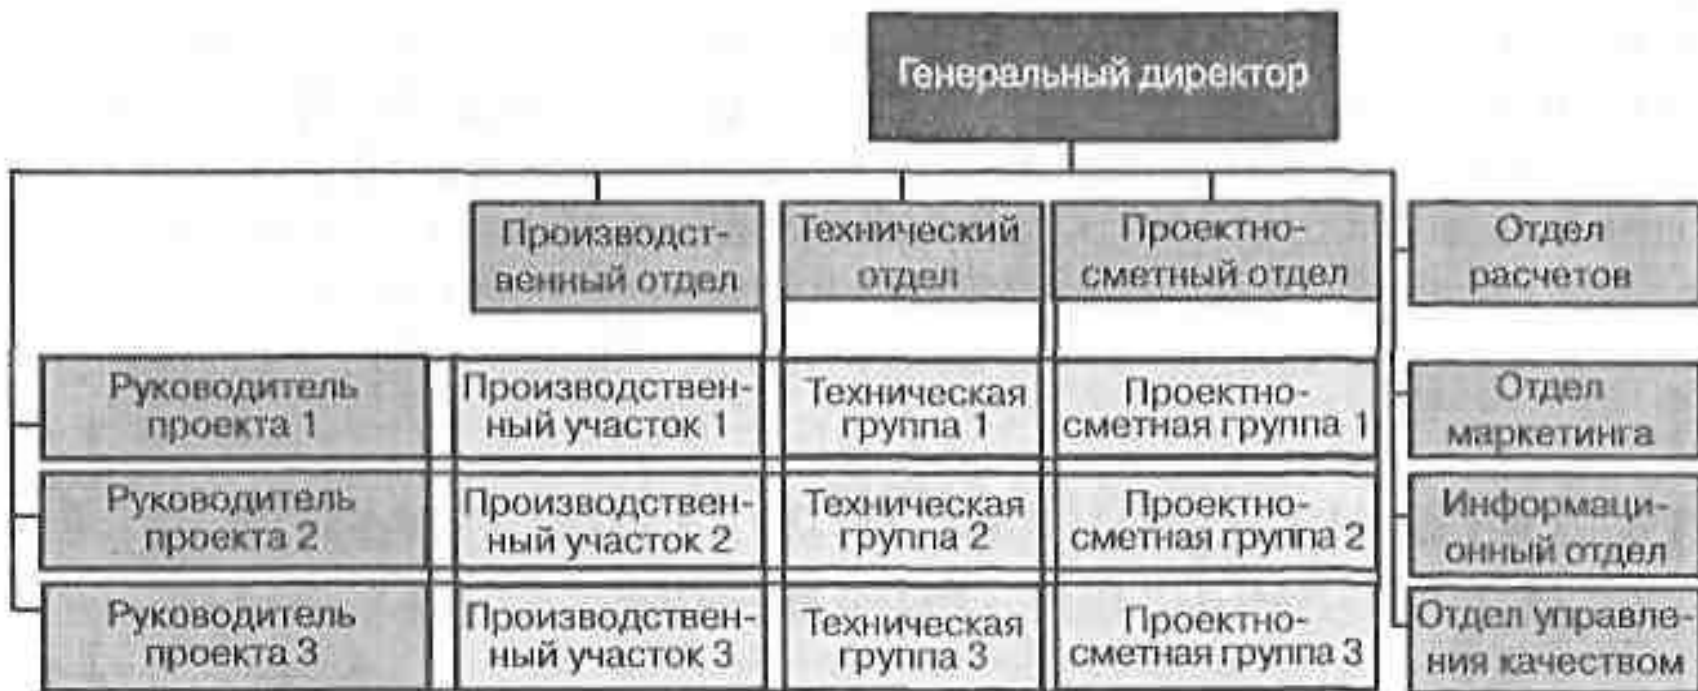 Генеральный директор
Производст-
венный отдел
Технический
отдел
Проектно-
сметный отдел
Отдел
расчетов
Руководитель
проекта 1
Производствен-
ный участок 1
Техническая
группа 1
Проектно-
сметная группа 1
Отдел
маркетинга
Руководитель
проекта 2
Производствен-
ный участок 2
Техническая
группа 2
Проектно-
сметная группа 2
Информаци-
онный отдел
Руководитель
проекта 3
Производствен-
ный участок 3
Техническая
группа 3
Проектно-
сметная группа 3
Отдел управле-
ния качеством